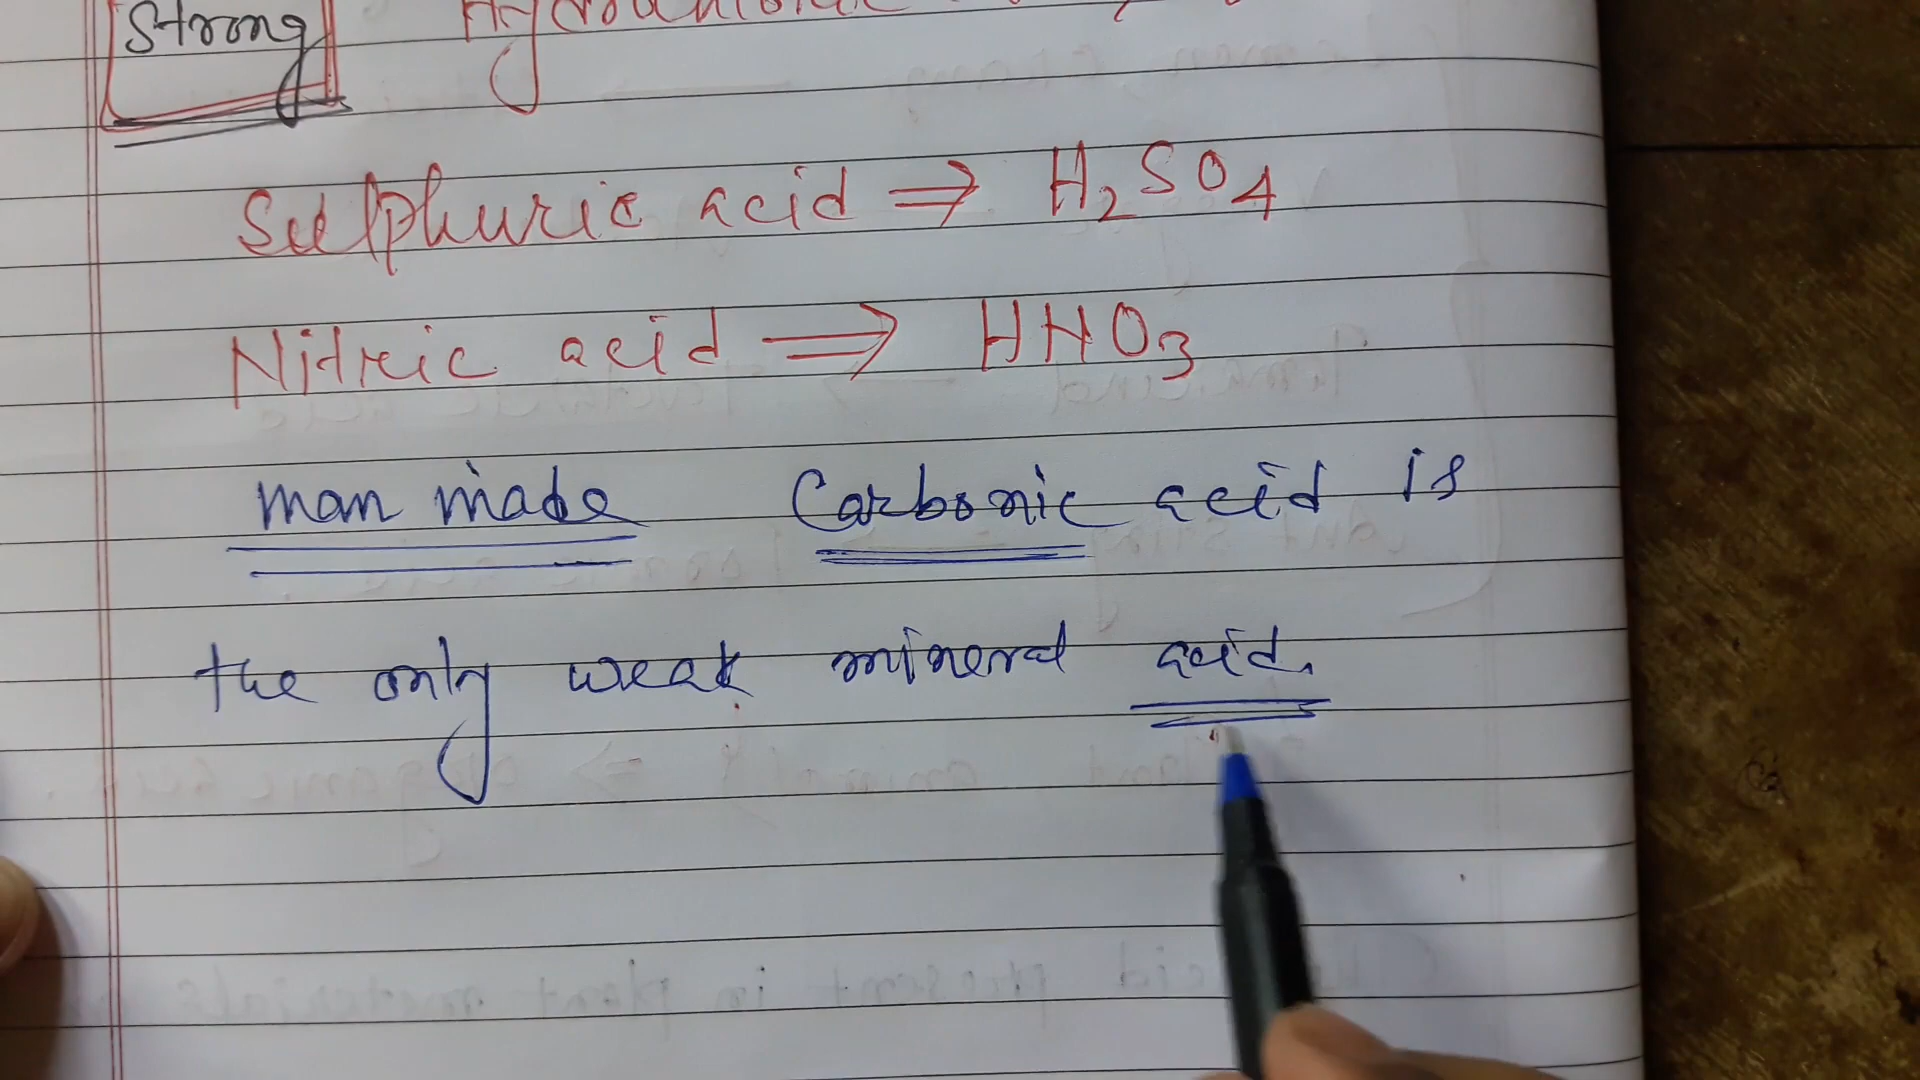 Strong
Sulphuric acid ⇒ H₂SO₄
Nitric acid ⇒ HNO₃
man made Carbonic acid is
the only weak mineral acid.